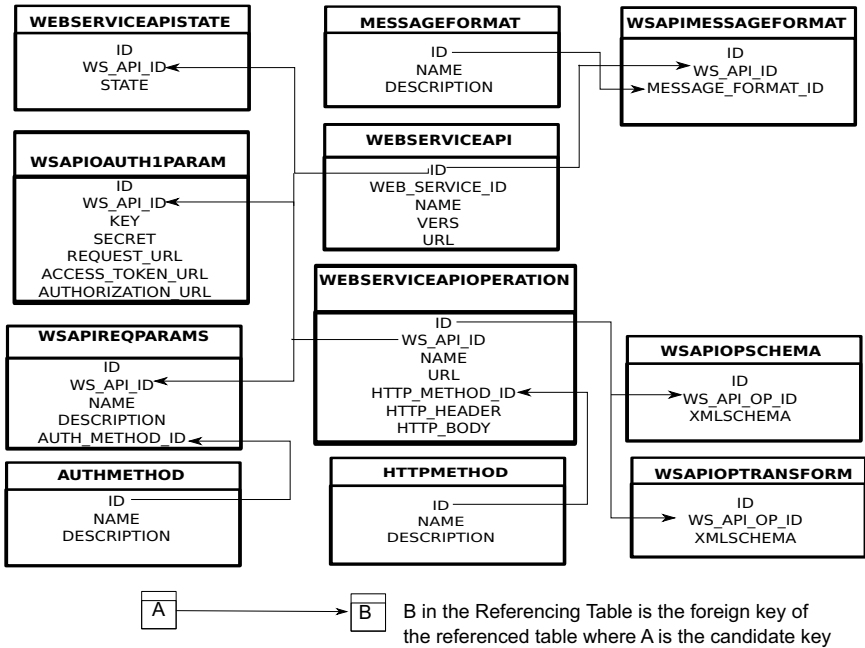 WEBSERVICEAPISTATE
ID
WS_API_ID
STATE
MESSAGEFORMAT
ID
NAME
DESCRIPTION
WSAPIMESSAGEFORMAT
ID
WS_API_ID
MESSAGE_FORMAT_ID
WSAPIOAUTH1PARAM
ID
WS_API_ID
KEY
SECRET
REQUEST_URL
ACCESS_TOKEN_URL
AUTHORIZATION_URL
WEBSERVICEAPI
ID
WEB_SERVICE_ID
NAME
VERS
URL
WEBSERVICEAPIOPERATION
ID
WS_API_ID
NAME
URL
HTTP_METHOD_ID
HTTP_HEADER
HTTP_BODY
WSAPIREQPARAMS
ID
WS_API_ID
NAME
DESCRIPTION
AUTH_METHOD_ID
WSAPIOPSCHEMA
ID
WS_API_OP_ID
XMLSCHEMA
AUTHMETHOD
ID
NAME
DESCRIPTION
HTTPMETHOD
ID
NAME
DESCRIPTION
WSAPIOPTRANSFORM
ID
WS_API_OP_ID
XMLSCHEMA
A
B
B in the Referencing Table is the foreign key of
the referenced table where A is the candidate key